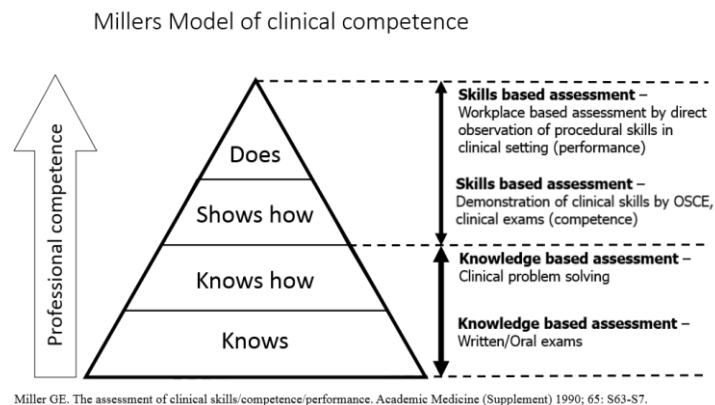 Millers Model of clinical competence
Professional competence
Does
Shows how
Knows how
Knows
Skills based assessment –
Workplace based assessment by direct
observation of procedural skills in
clinical setting (performance)
Skills based assessment –
Demonstration of clinical skills by OSCE,
clinical exams (competence)
Knowledge based assessment –
Clinical problem solving
Knowledge based assessment –
Written/Oral exams
Miller GE. The assessment of clinical skills/competence/performance. Academic Medicine (Supplement) 1990; 65: S63-S7.